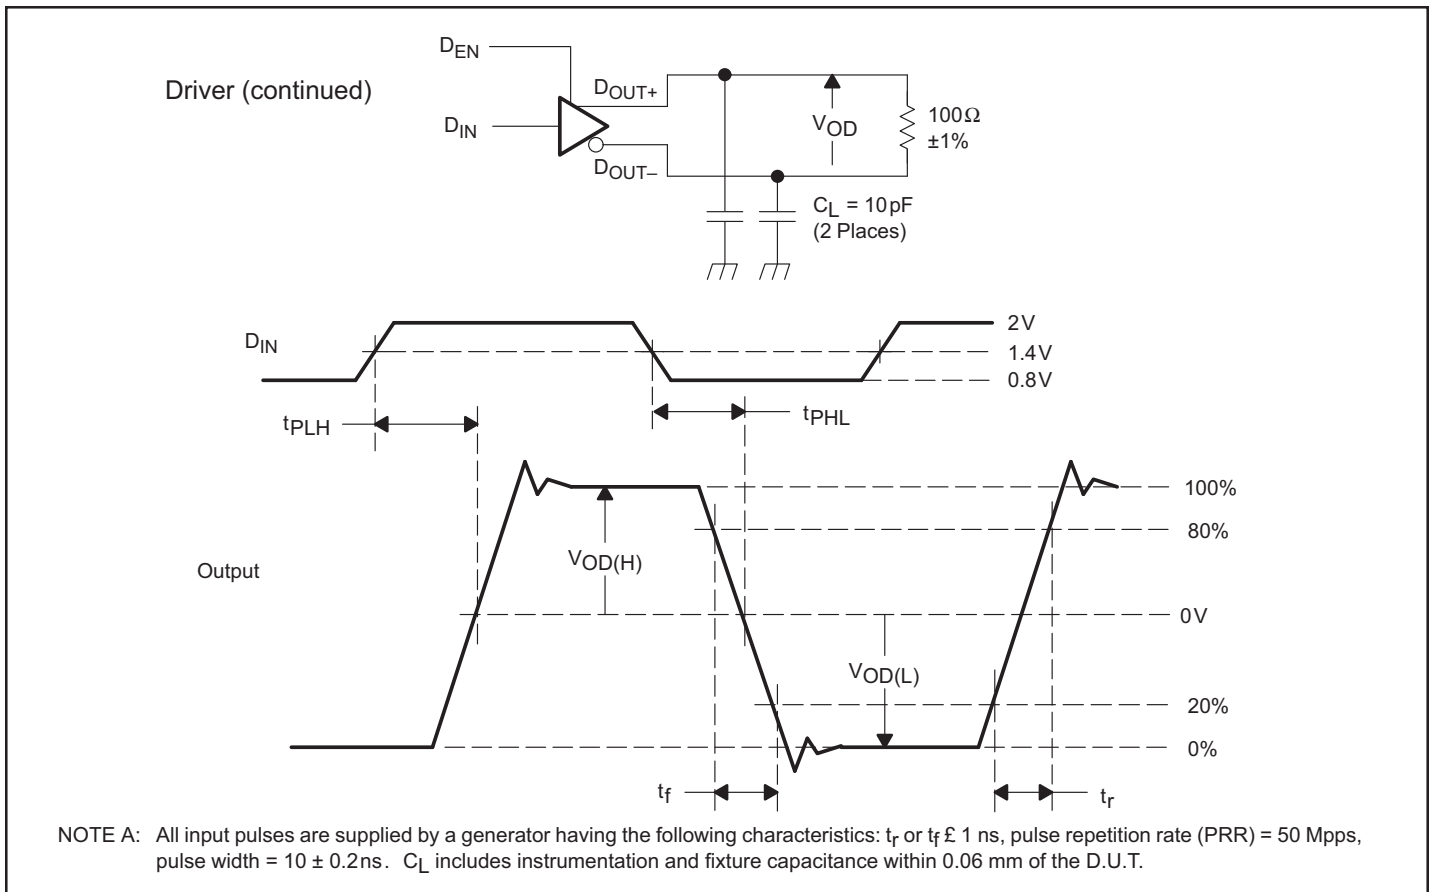 Driver (continued)
DEN
DIN
DOUT+
DOUT–
VOD
100Ω
±1%
CL = 10pF
(2 Places)
DIN
2V
1.4V
0.8V
tPLH
tPHL
Output
VOD(H)
VOD(L)
100%
80%
0V
20%
0%
tf
tr
NOTE A: All input pulses are supplied by a generator having the following characteristics: tr or tf £ 1 ns, pulse repetition rate (PRR) = 50 Mpps,
pulse width = 10 ± 0.2ns. CL includes instrumentation and fixture capacitance within 0.06 mm of the D.U.T.